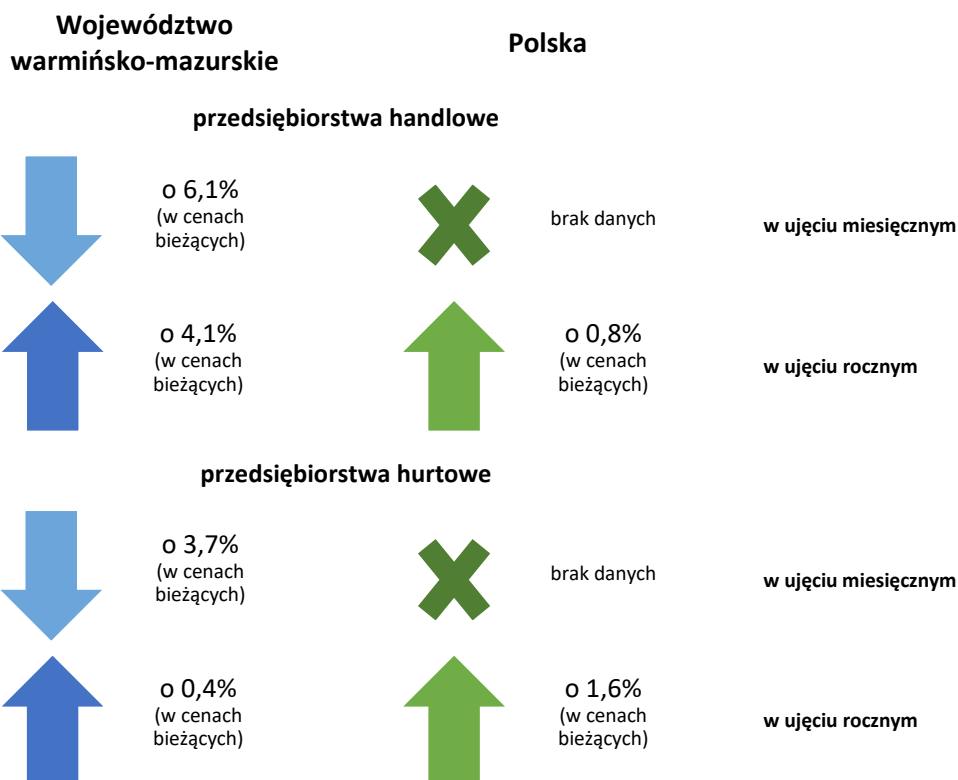 Województwo
warmińsko-mazurskie
Polska
przedsiębiorstwa handlowe
o 6,1%
(w cenach
bieżących)
brak danych
w ujęciu miesięcznym
o 4,1%
(w cenach
bieżących)
o 0,8%
(w cenach
bieżących)
w ujęciu rocznym
przedsiębiorstwa hurtowe
o 3,7%
(w cenach
bieżących)
brak danych
w ujęciu miesięcznym
o 0,4%
(w cenach
bieżących)
o 1,6%
(w cenach
bieżących)
w ujęciu rocznym